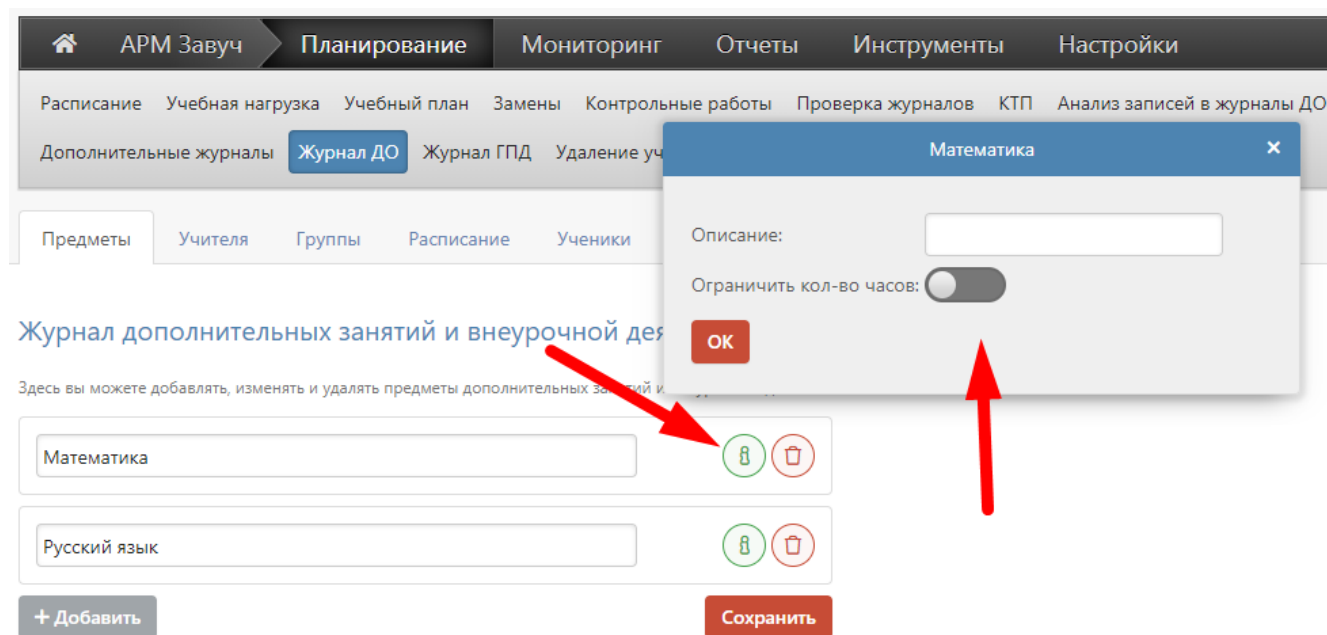 АРМ Завуч Планирование Мониторинг Отчеты Инструменты Настройки
Расписание Учебная нагрузка Учебный план Замены Контрольные работы Проверка журналов КТП Анализ записей в журналы ДО
Дополнительные журналы Журнал ДО Журнал ГПД Удаление уч
Математика ×
Предметы Учителя Группы Расписание Ученики
Описание:
Ограничить кол-во часов:
ОК
Журнал дополнительных занятий и внеурочной дея
Здесь вы можете добавлять, изменять и удалять предметы дополнительных занятий и
Математика
Русский язык
+ Добавить Сохранить